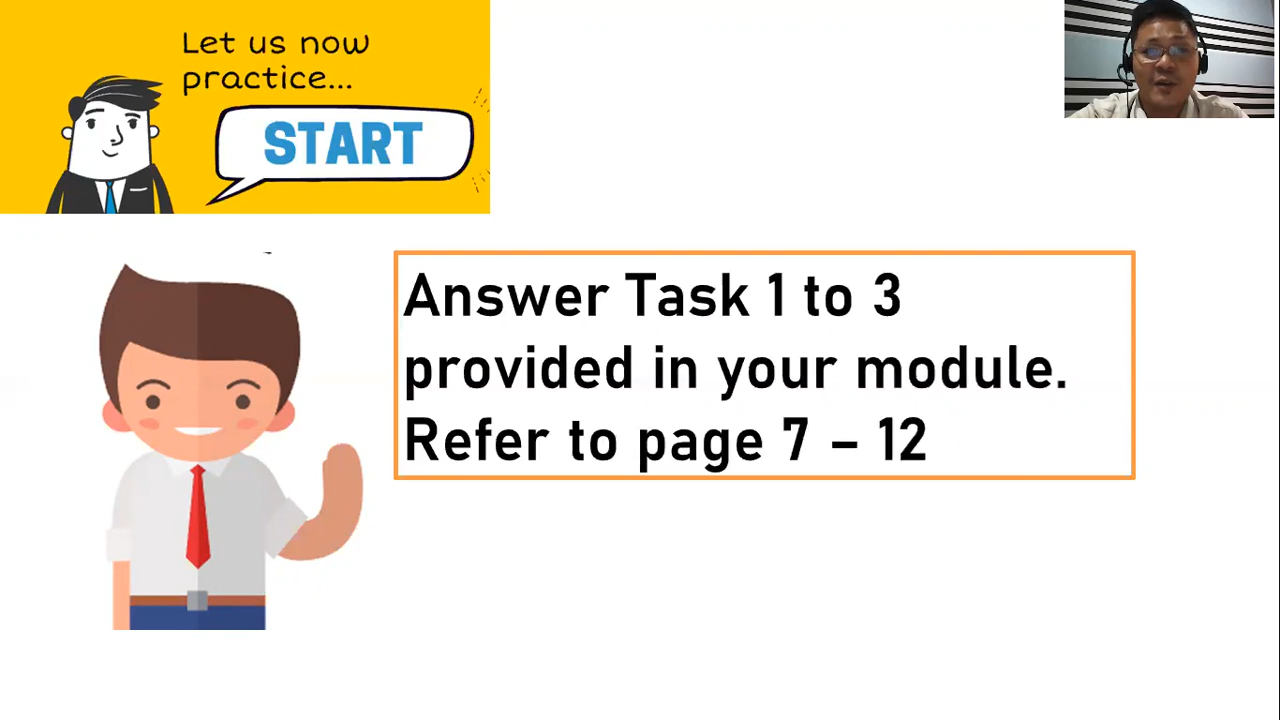 Let us now
practice...
START
Answer Task 1 to 3
provided in your module.
Refer to page 7 – 12